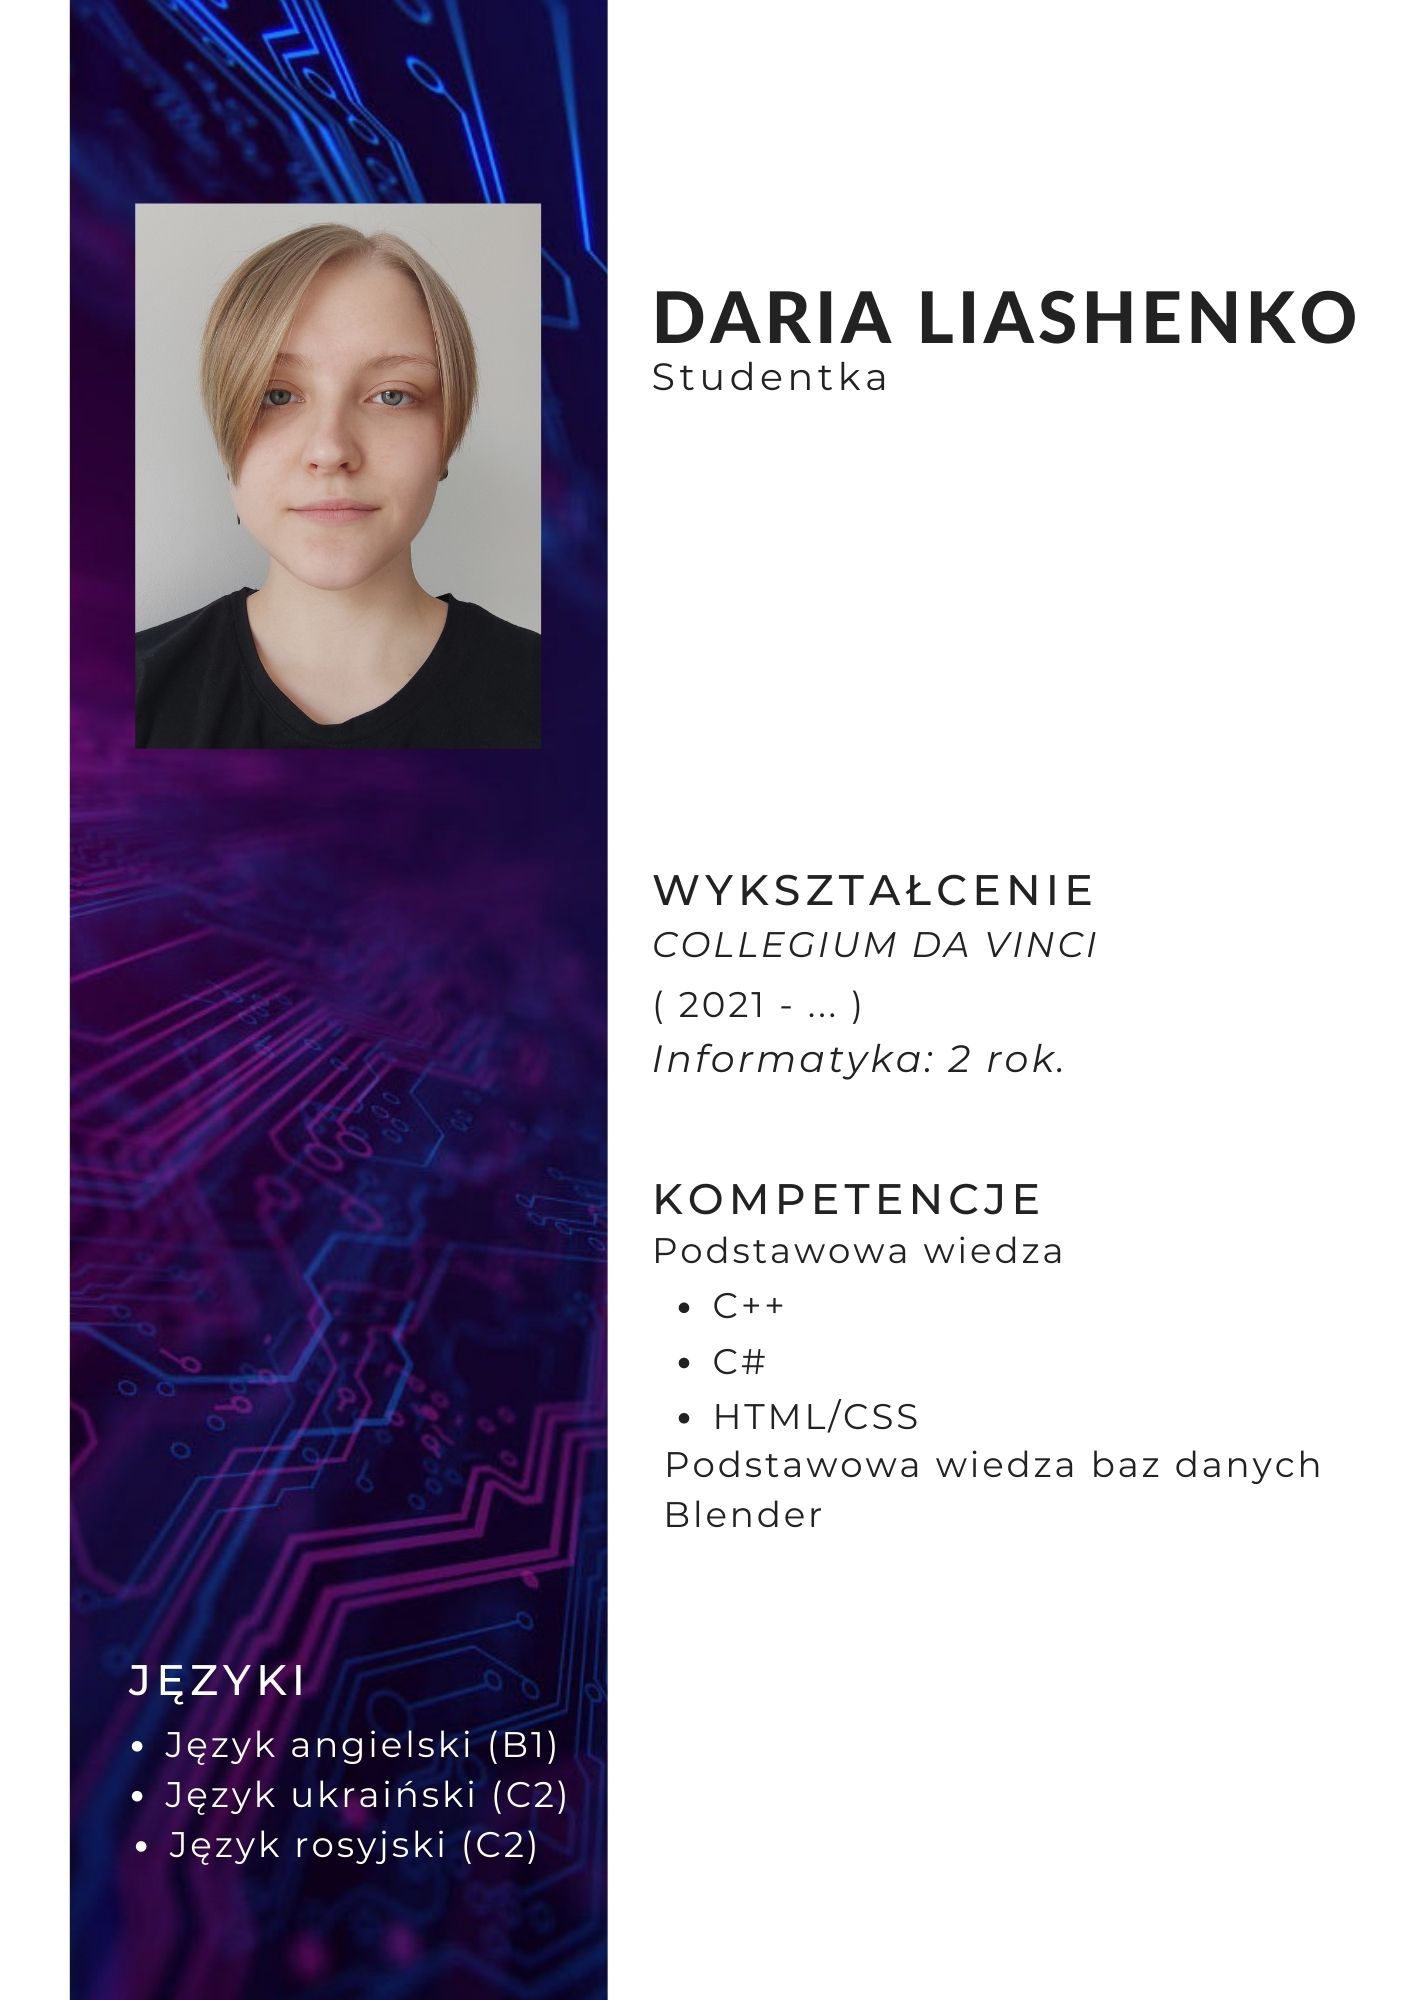 DARIA LIASHENKO
Studentka
WYKSZTAŁCENIE
COLLEGIUM DA VINCI
( 2021 - ... )
Informatyka: 2 rok.
KOMPETENCJE
Podstawowa wiedza
• C++
• C#
• HTML/CSS
Podstawowa wiedza baz danych
Blender
JĘZYKI
• Język angielski (B1)
• Język ukraiński (C2)
• Język rosyjski (C2)